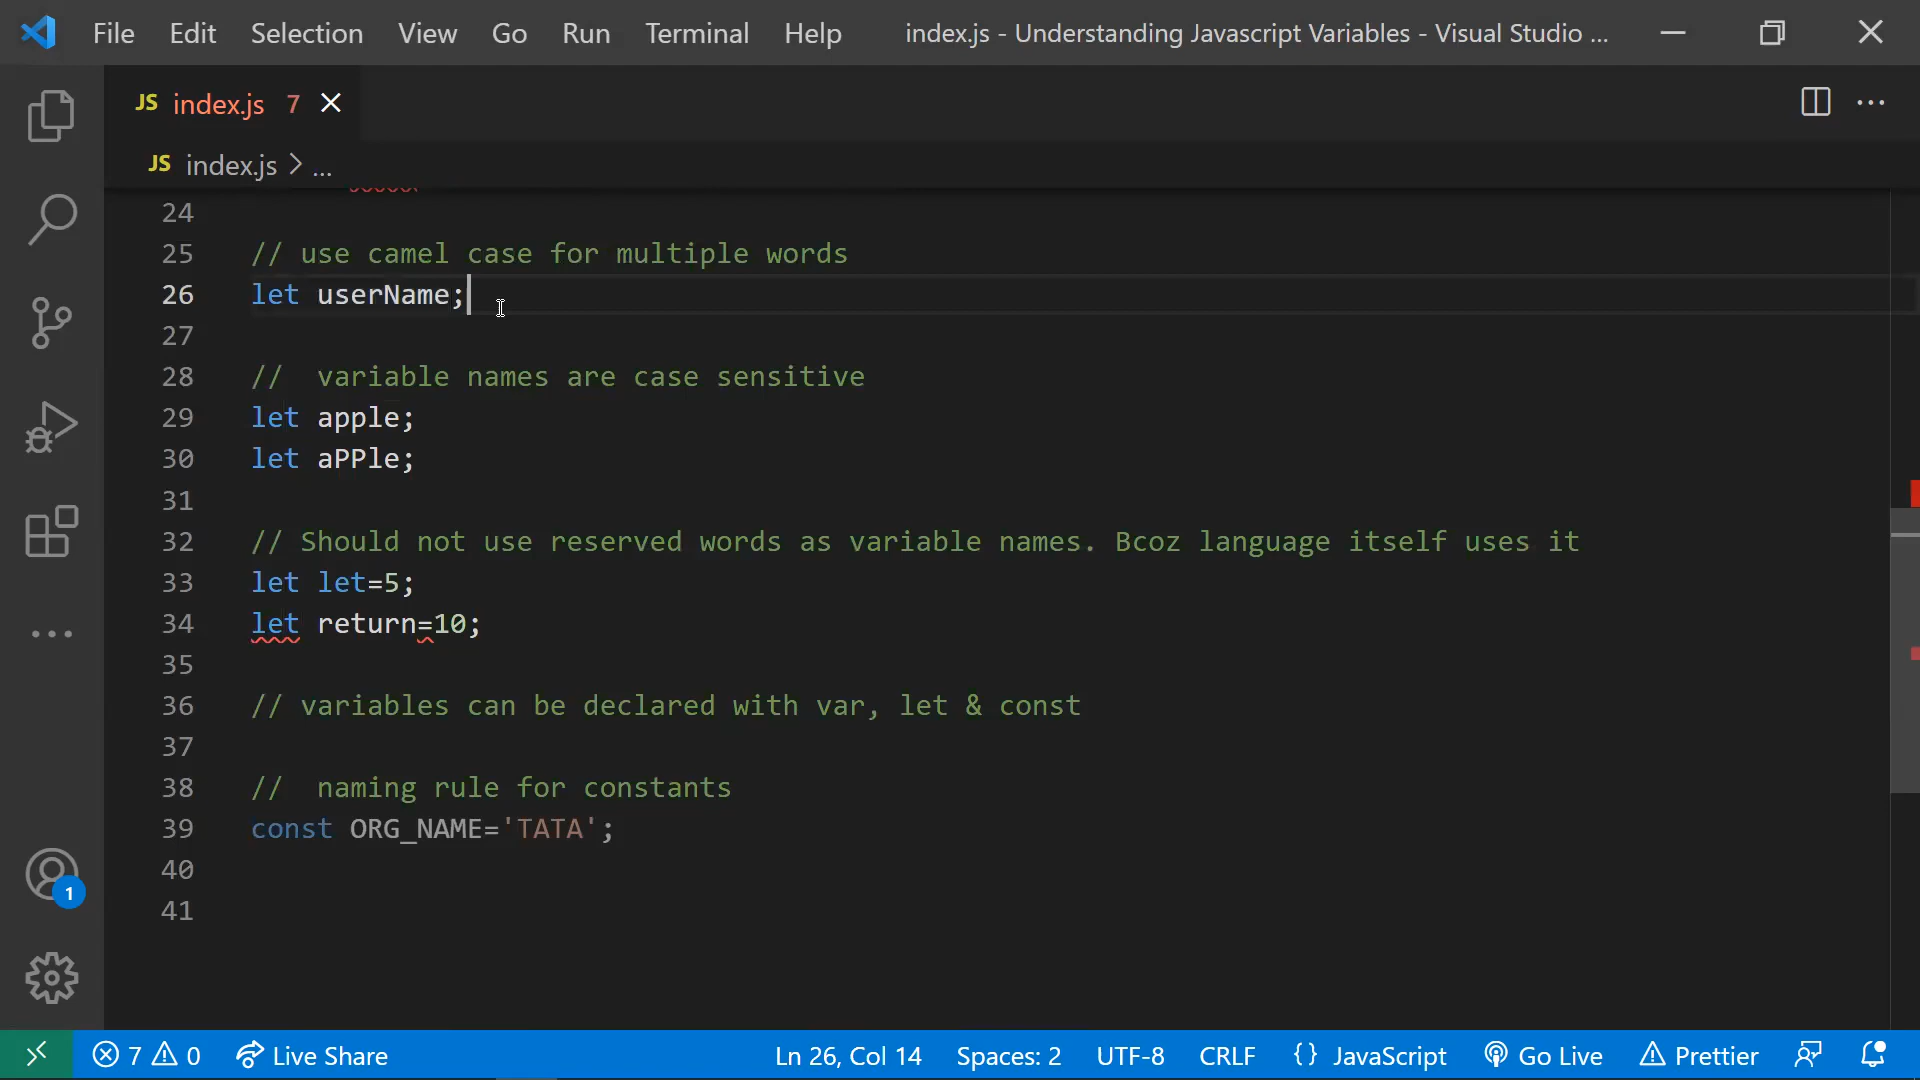 File Edit Selection View Go Run Terminal Help index.js - Understanding Javascript Variables - Visual Studio ...
JS index.js 7
JS index.js > ...
24
25 // use camel case for multiple words
26 let userName;
27
28 //  variable names are case sensitive
29 let apple;
30 let aPPle;
31
32 // Should not use reserved words as variable names. Bcoz language itself uses it
33 let let=5;
34 let return=10;
35
36 // variables can be declared with var, let & const
37
38 //  naming rule for constants
39 const ORG_NAME='TATA';
40
41
1
7 0 Live Share Ln 26, Col 14 Spaces: 2 UTF-8 CRLF {} JavaScript Go Live Prettier